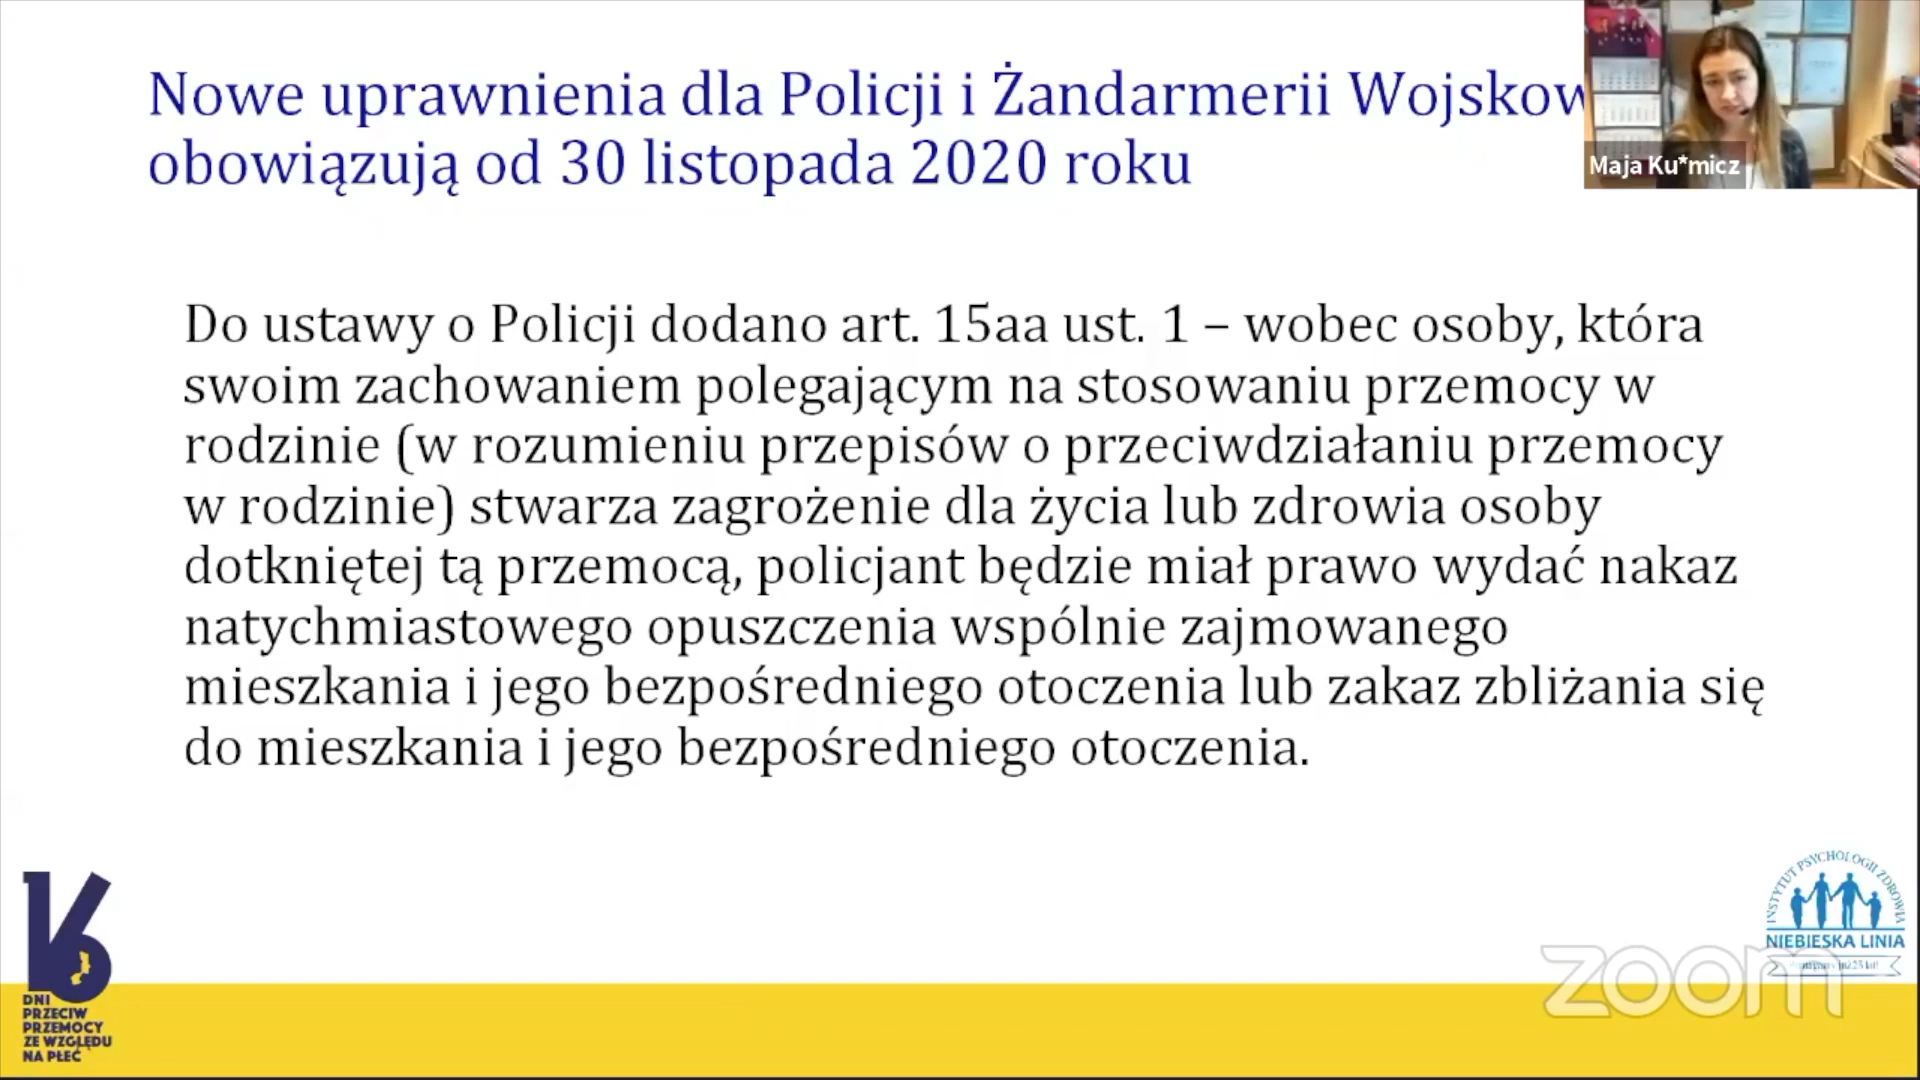 Nowe uprawnienia dla Policji i Żandarmerii Wojskow
obowiązują od 30 listopada 2020 roku
Maja Ku*micz
Do ustawy o Policji dodano art. 15aa ust. 1 – wobec osoby, która
swoim zachowaniem polegającym na stosowaniu przemocy w
rodzinie (w rozumieniu przepisów o przeciwdziałaniu przemocy
w rodzinie) stwarza zagrożenie dla życia lub zdrowia osoby
dotkniętej tą przemocą, policjant będzie miał prawo wydać nakaz
natychmiastowego opuszczenia wspólnie zajmowanego
mieszkania i jego bezpośredniego otoczenia lub zakaz zbliżania się
do mieszkania i jego bezpośredniego otoczenia.
16
DNI
PRZECIW
PRZEMOCY
ZE WZGLĘDU
NA PŁEĆ
INSTYTUT PSYCHOLOGII ZDROWIA
NIEBIESKA LINIA
zoom